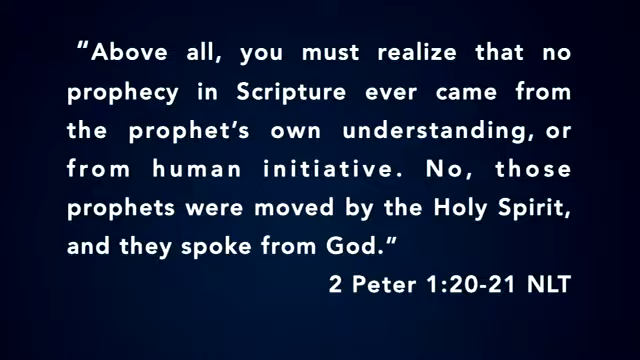 “Above all, you must realize that no
prophecy in Scripture ever came from
the prophet’s own understanding, or
from human initiative. No, those
prophets were moved by the Holy Spirit,
and they spoke from God.”
2 Peter 1:20-21 NLT